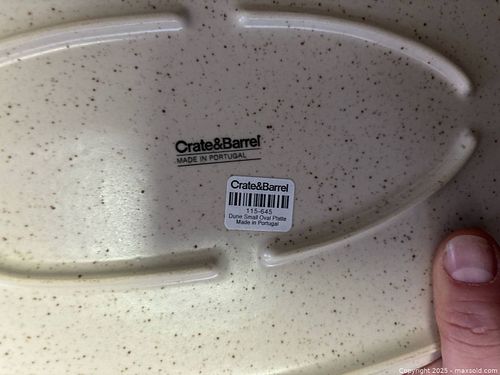 Crate&Barrel
MADE IN PORTUGAL
Crate&Barrel
115-645
Dune Small Oval Platte
Made in Portugal
Copyright 2025 - maxsold.com